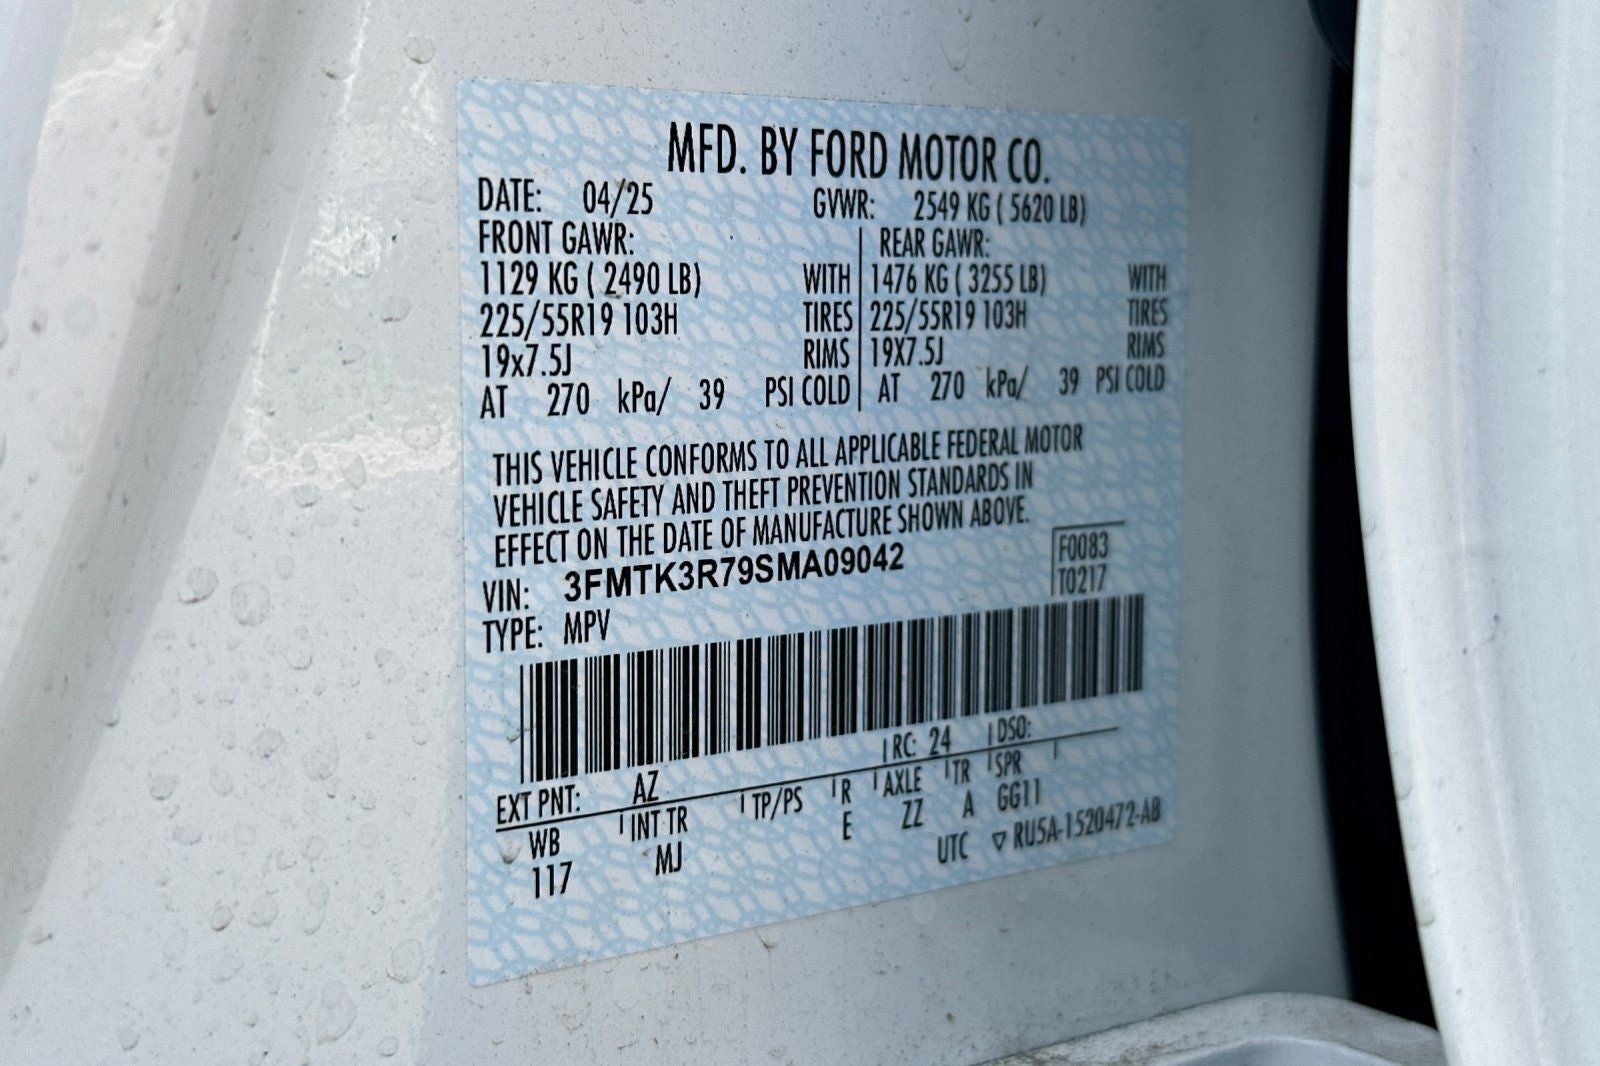 MFD. BY FORD MOTOR CO.
DATE: 04/25 GVWR: 2549 KG ( 5620 LB)
FRONT GAWR: REAR GAWR:
1129 KG ( 2490 LB) WITH 1476 KG ( 3255 LB) WITH
225/55R19 103H TIRES 225/55R19 103H TIRES
19x7.5J RIMS 19X7.5J RIMS
AT 270 kPa/ 39 PSI COLD AT 270 kPa/ 39 PSI COLD
THIS VEHICLE CONFORMS TO ALL APPLICABLE FEDERAL MOTOR
VEHICLE SAFETY AND THEFT PREVENTION STANDARDS IN
EFFECT ON THE DATE OF MANUFACTURE SHOWN ABOVE.
VIN: 3FMTK3R79SMA09042 F0083
TYPE: MPV T0217
EXT PNT: AZ RC: 24 DSO:
WB INT TR TP/PS R AXLE TR SPR
117 MJ E ZZ A GG11
UTC ▽ RU5A-1520472-AB